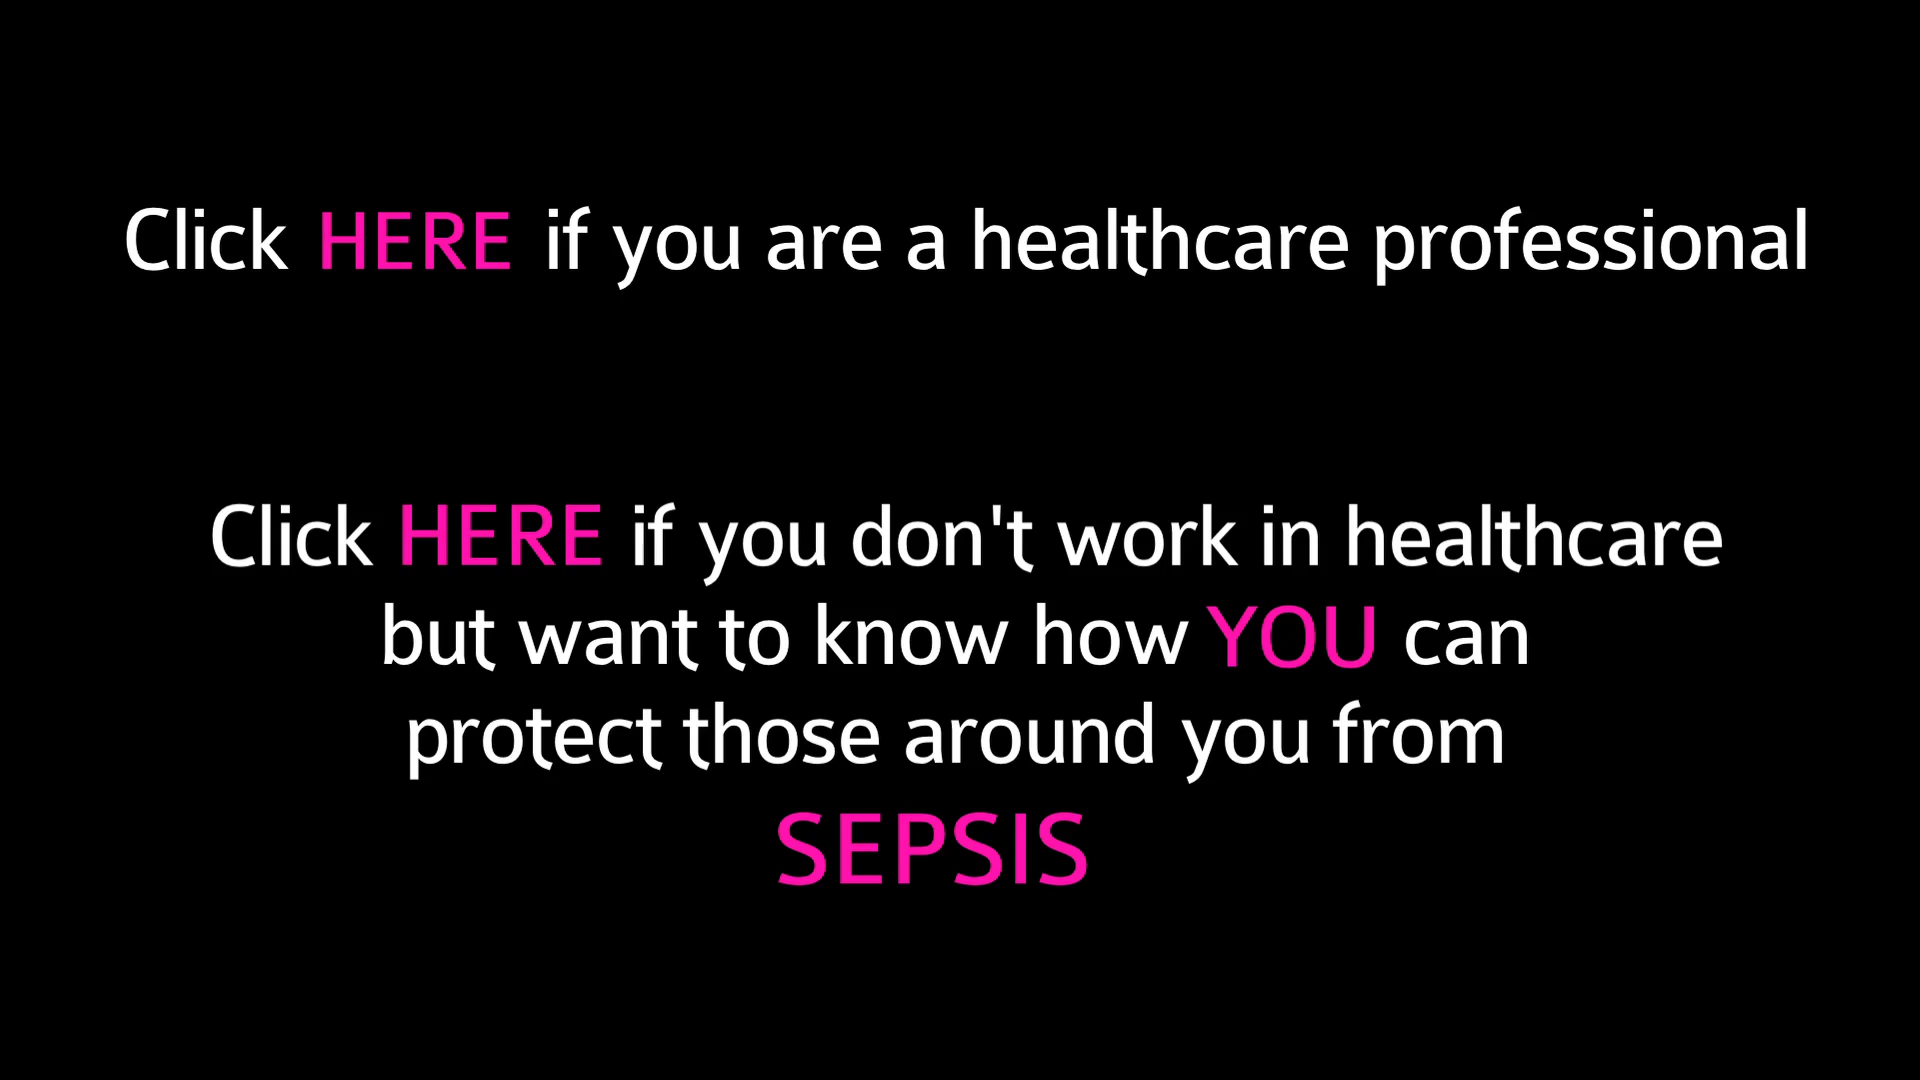 Click HERE if you are a healthcare professional
Click HERE if you don't work in healthcare
but want to know how YOU can
protect those around you from
SEPSIS